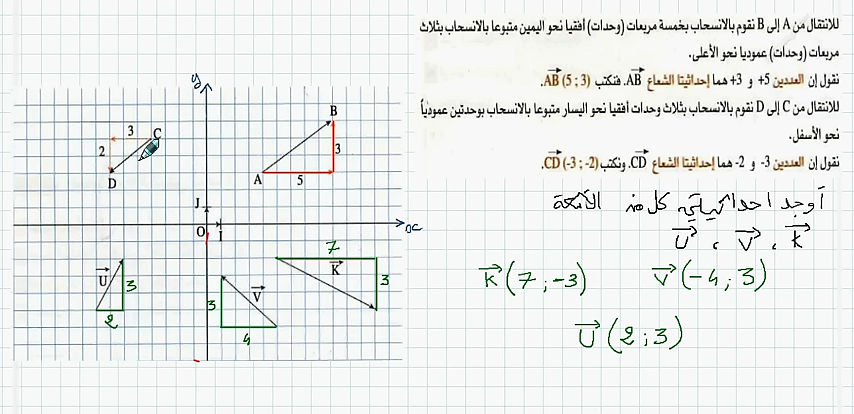 للانتقال من A إلى B نقوم بالانسحاب بخمسة مربعات (وحدات) أفقيا نحو اليمين متبوعا بالانسحاب بثلاث
مربعات (وحدات) عموديا نحو الأعلى.
نقول إن العددين 5+ و 3+ هما إحداثيتا الشعاع AB. فنكتب AB (5 ; 3).
للانتقال من C إلى D نقوم بالانسحاب بثلاث وحدات أفقيا نحو اليسار متبوعا بالانسحاب بوحدتين عموديا
نحو الأسفل.
نقول إن العددين 3- و 2- هما إحداثيتا الشعاع CD. ونكتب CD (-3 ; -2).
أوجد احداثيتي كل من الأشعة
U , V , K
K (7 ; -3)
V (-4 ; 3)
U (2 ; 3)
y
3
C
2
D
B
3
A
5
J
O
I
x
7
U
3
2
3
V
4
K
3